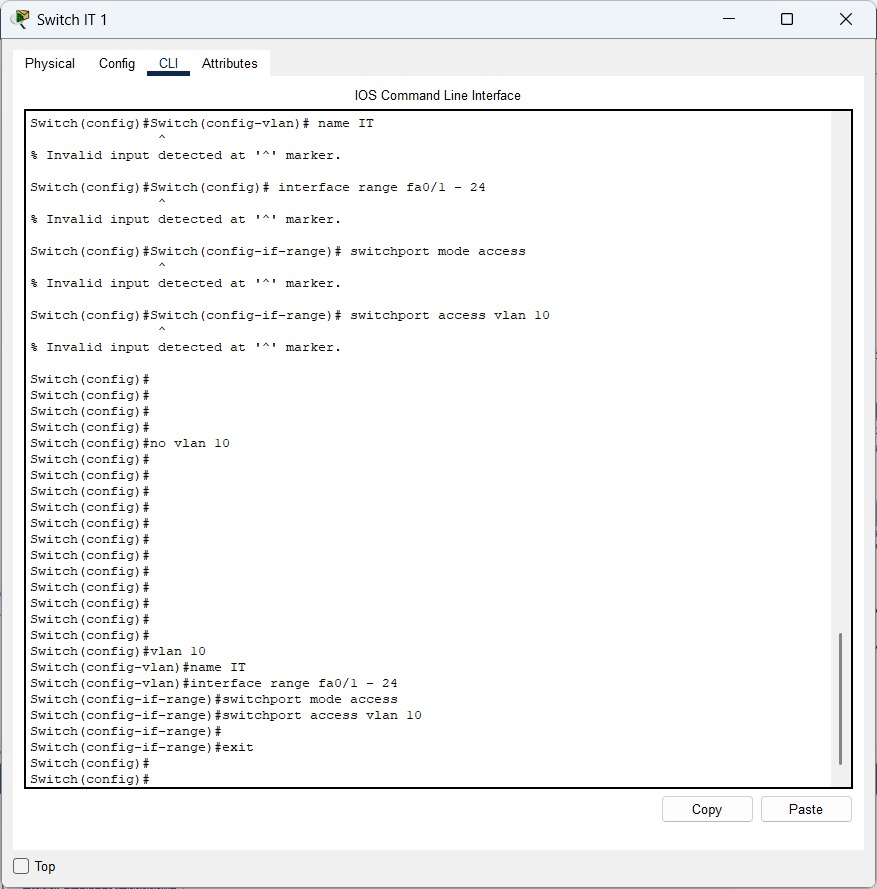 Switch IT 1
Physical Config CLI Attributes
IOS Command Line Interface
Switch(config)#Switch(config-vlan)# name IT
^
% Invalid input detected at '^' marker.
Switch(config)#Switch(config)# interface range fa0/1 - 24
^
% Invalid input detected at '^' marker.
Switch(config)#Switch(config-if-range)# switchport mode access
^
% Invalid input detected at '^' marker.
Switch(config)#Switch(config-if-range)# switchport access vlan 10
^
% Invalid input detected at '^' marker.
Switch(config)#
Switch(config)#
Switch(config)#
Switch(config)#
Switch(config)#no vlan 10
Switch(config)#
Switch(config)#
Switch(config)#
Switch(config)#
Switch(config)#
Switch(config)#
Switch(config)#
Switch(config)#
Switch(config)#
Switch(config)#
Switch(config)#
Switch(config)#
Switch(config)#vlan 10
Switch(config-vlan)#name IT
Switch(config-vlan)#interface range fa0/1 - 24
Switch(config-if-range)#switchport mode access
Switch(config-if-range)#switchport access vlan 10
Switch(config-if-range)#
Switch(config-if-range)#exit
Switch(config)#
Switch(config)#
Copy Paste
Top